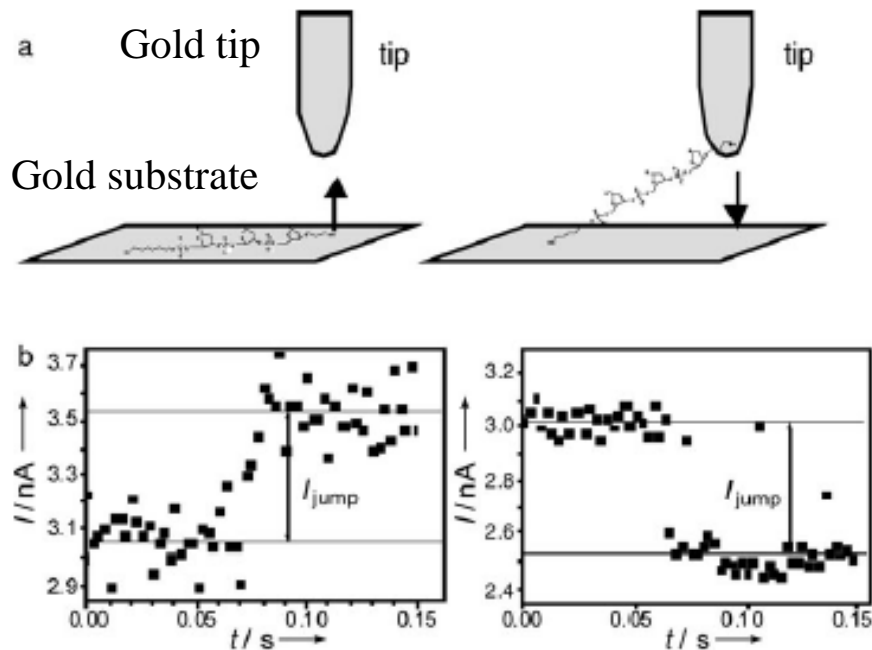 a Gold tip tip tip
Gold substrate
b
3.7
3.5
3.3
3.1
2.9
I / nA
I jump
0.00 0.05 0.10 0.15
t / s
3.2
3.0
2.8
2.6
2.4
I / nA
I jump
0.00 0.05 0.10 0.15
t / s